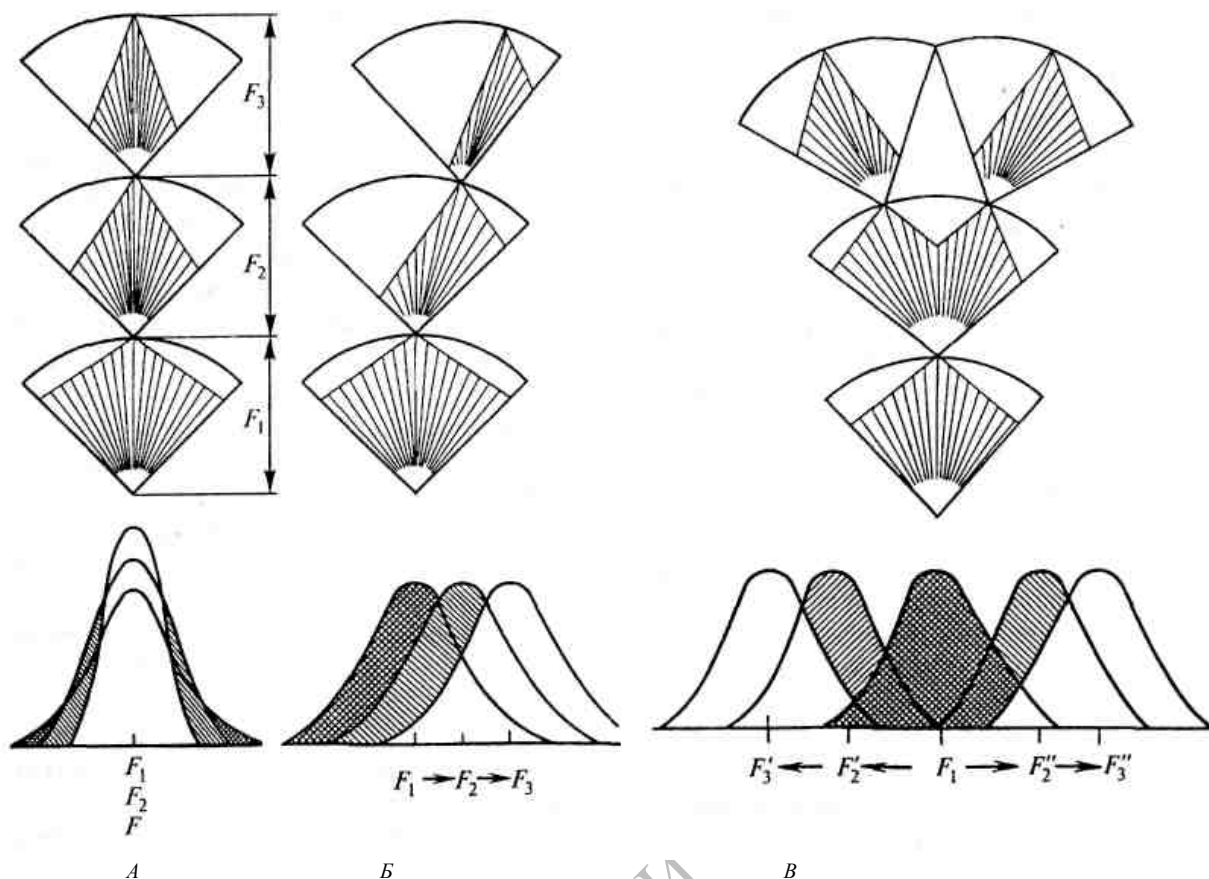 F₃
F₂
F₁
F₁
F₂
F
F₁ → F₂ → F₃
F₃′ ← F₂′ ← F₁ → F₂″ → F₃″
А Б В